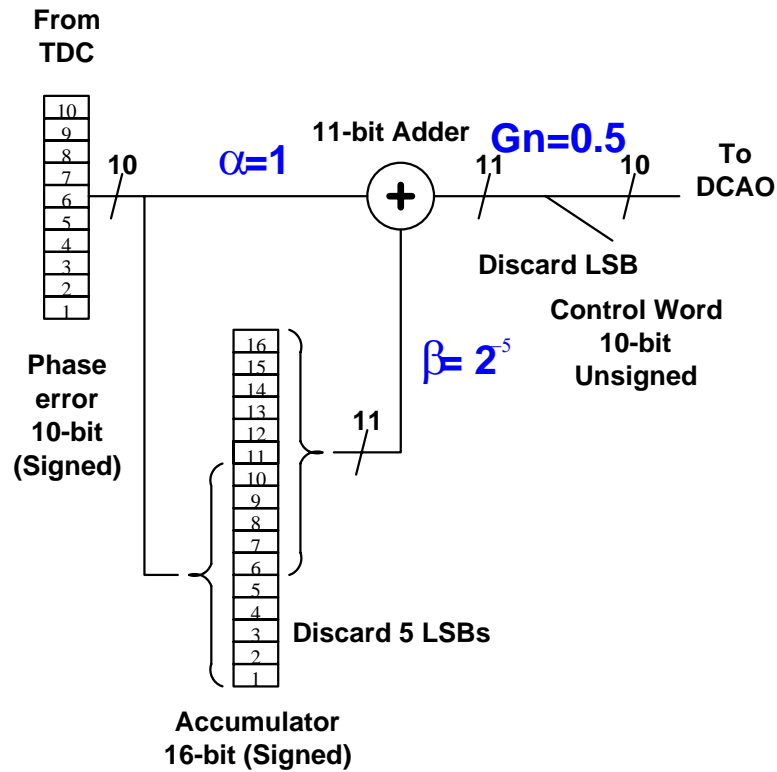 From
TDC
10
9
8
7
6
5
4
3
2
1
10
α=1
11-bit Adder
+
Gn=0.5
11
10
To
DCAO
Discard LSB
Control Word
10-bit
Unsigned
Phase
error
10-bit
(Signed)
16
15
14
13
12
11
10
9
8
7
6
5
4
3
2
1
11
β= 2⁻⁵
Discard 5 LSBs
Accumulator
16-bit (Signed)